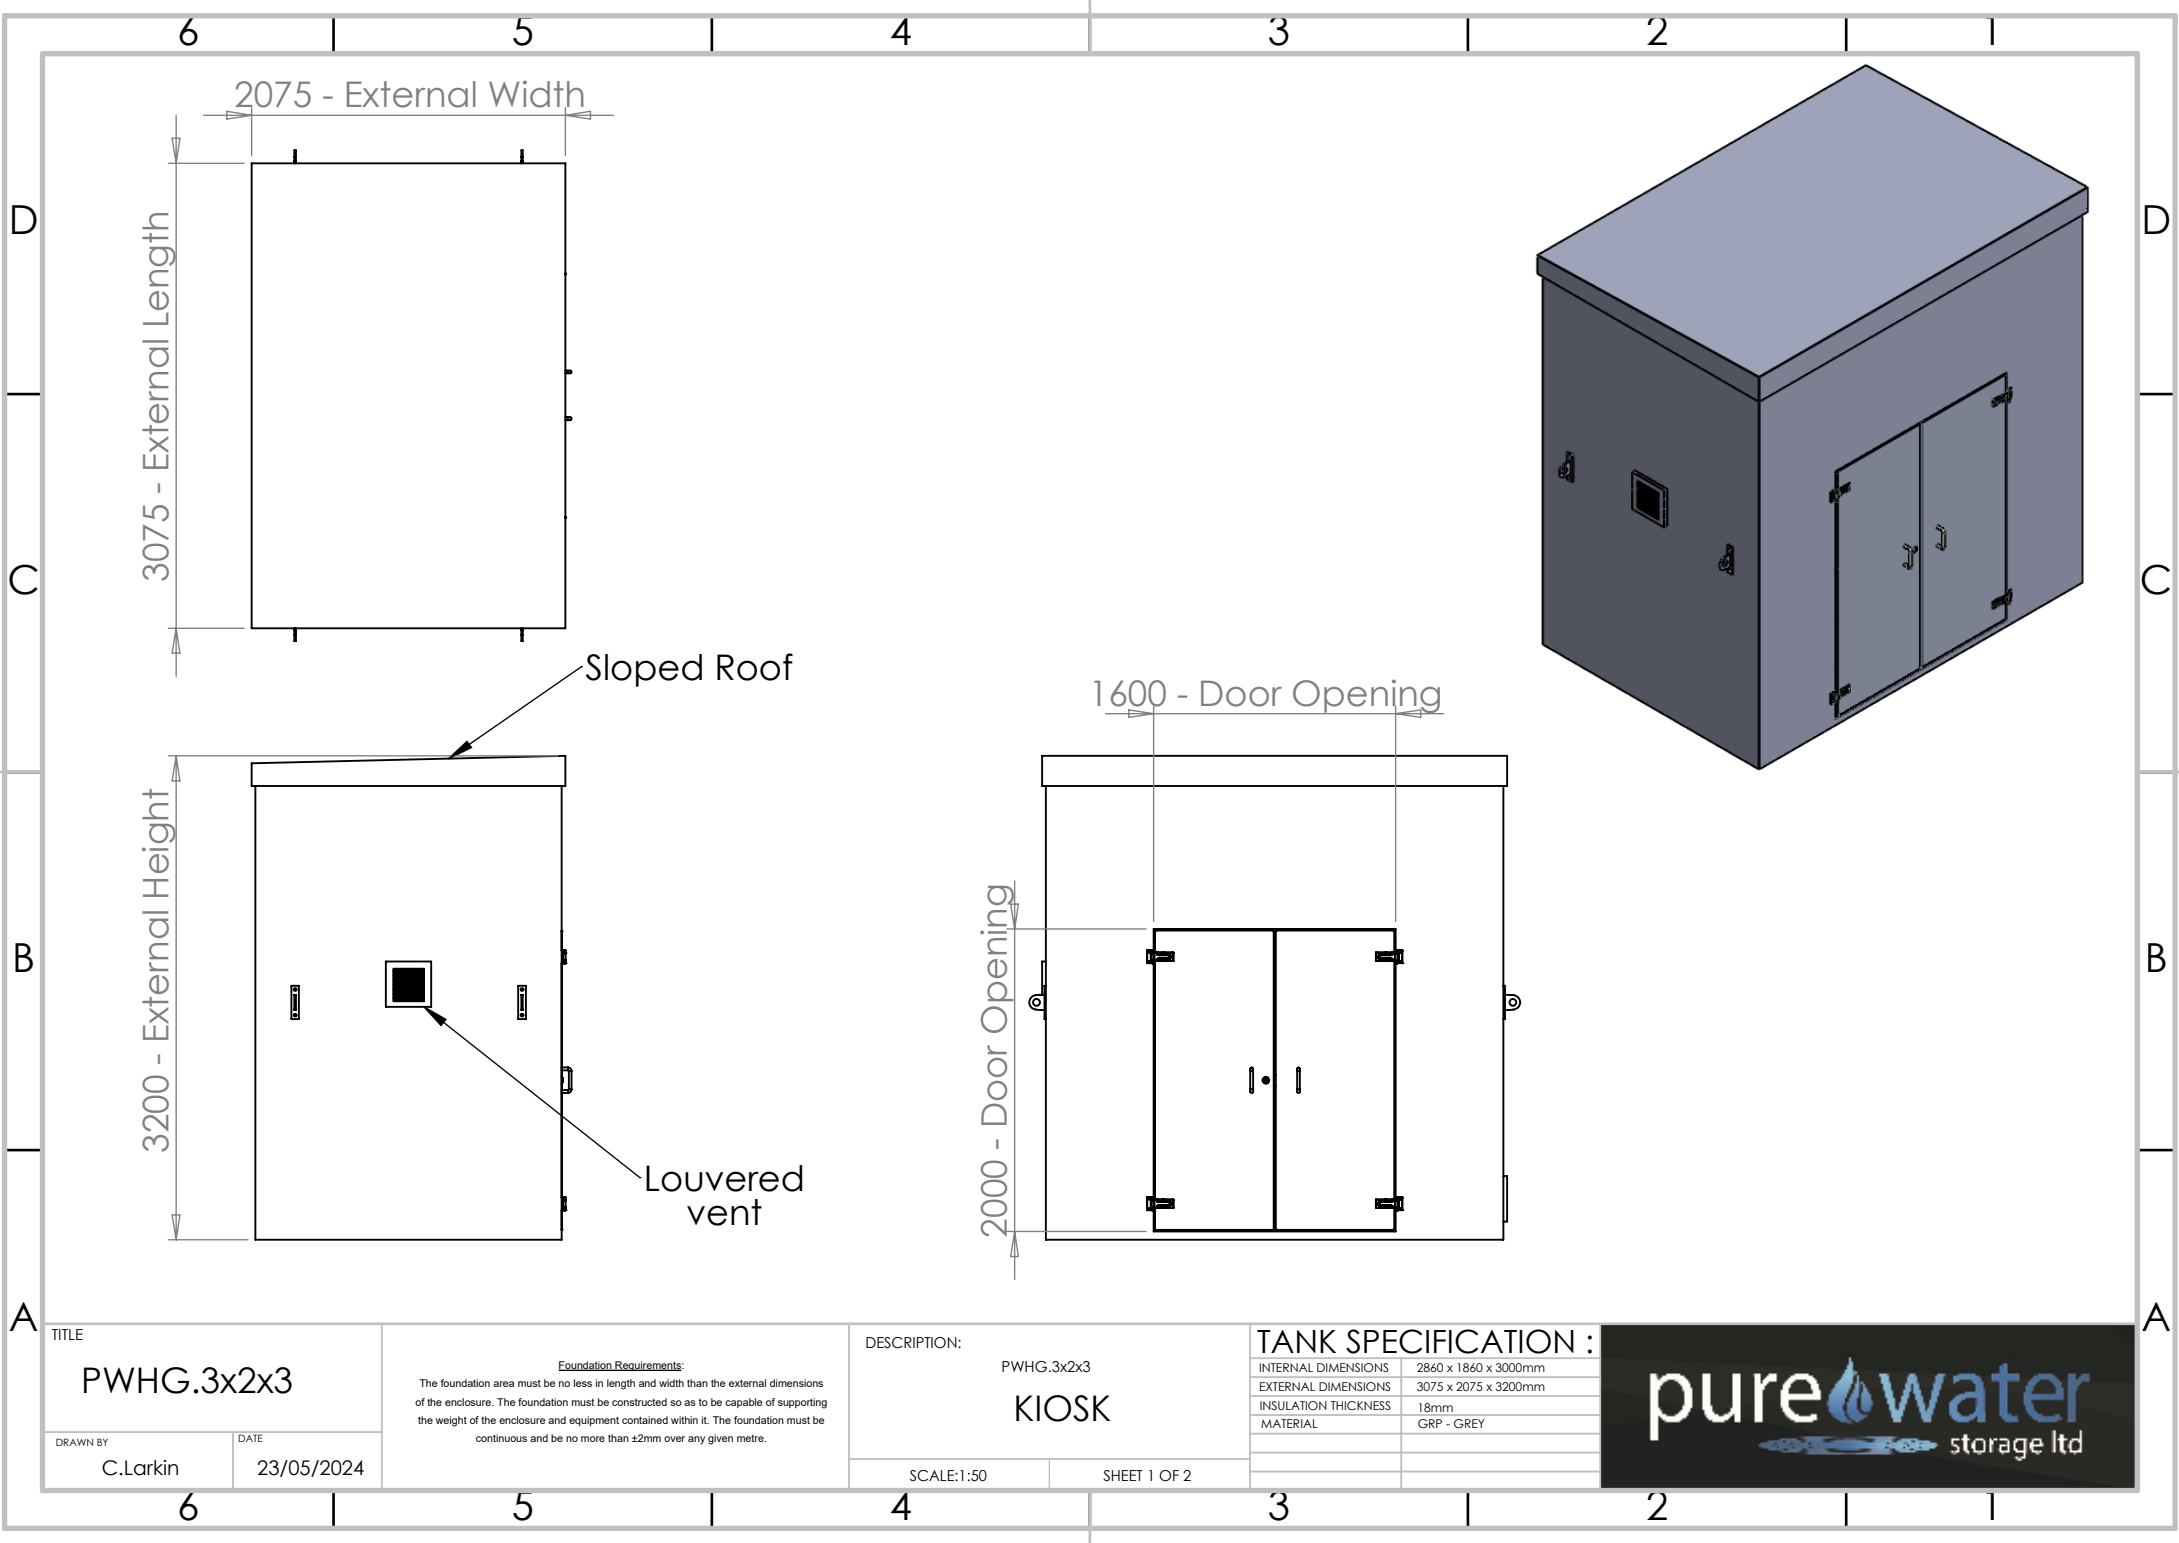 6 5 4 3 2 1
D D
C C
B B
A A
2075 - External Width
3075 - External Length
Sloped Roof
3200 - External Height
Louvered
vent
1600 - Door Opening
2000 - Door Opening
TITLE
PWHG.3x2x3
DRAWN BY
C.Larkin
DATE
23/05/2024
Foundation Requirements:
The foundation area must be no less in length and width than the external dimensions
of the enclosure. The foundation must be constructed so as to be capable of supporting
the weight of the enclosure and equipment contained within it. The foundation must be
continuous and be no more than ±2mm over any given metre.
DESCRIPTION:
PWHG.3x2x3
KIOSK
SCALE:1:50
SHEET 1 OF 2
TANK SPECIFICATION :
INTERNAL DIMENSIONS 2860 x 1860 x 3000mm
EXTERNAL DIMENSIONS 3075 x 2075 x 3200mm
INSULATION THICKNESS 18mm
MATERIAL GRP - GREY
pure water
storage ltd
6 5 4 3 2 1